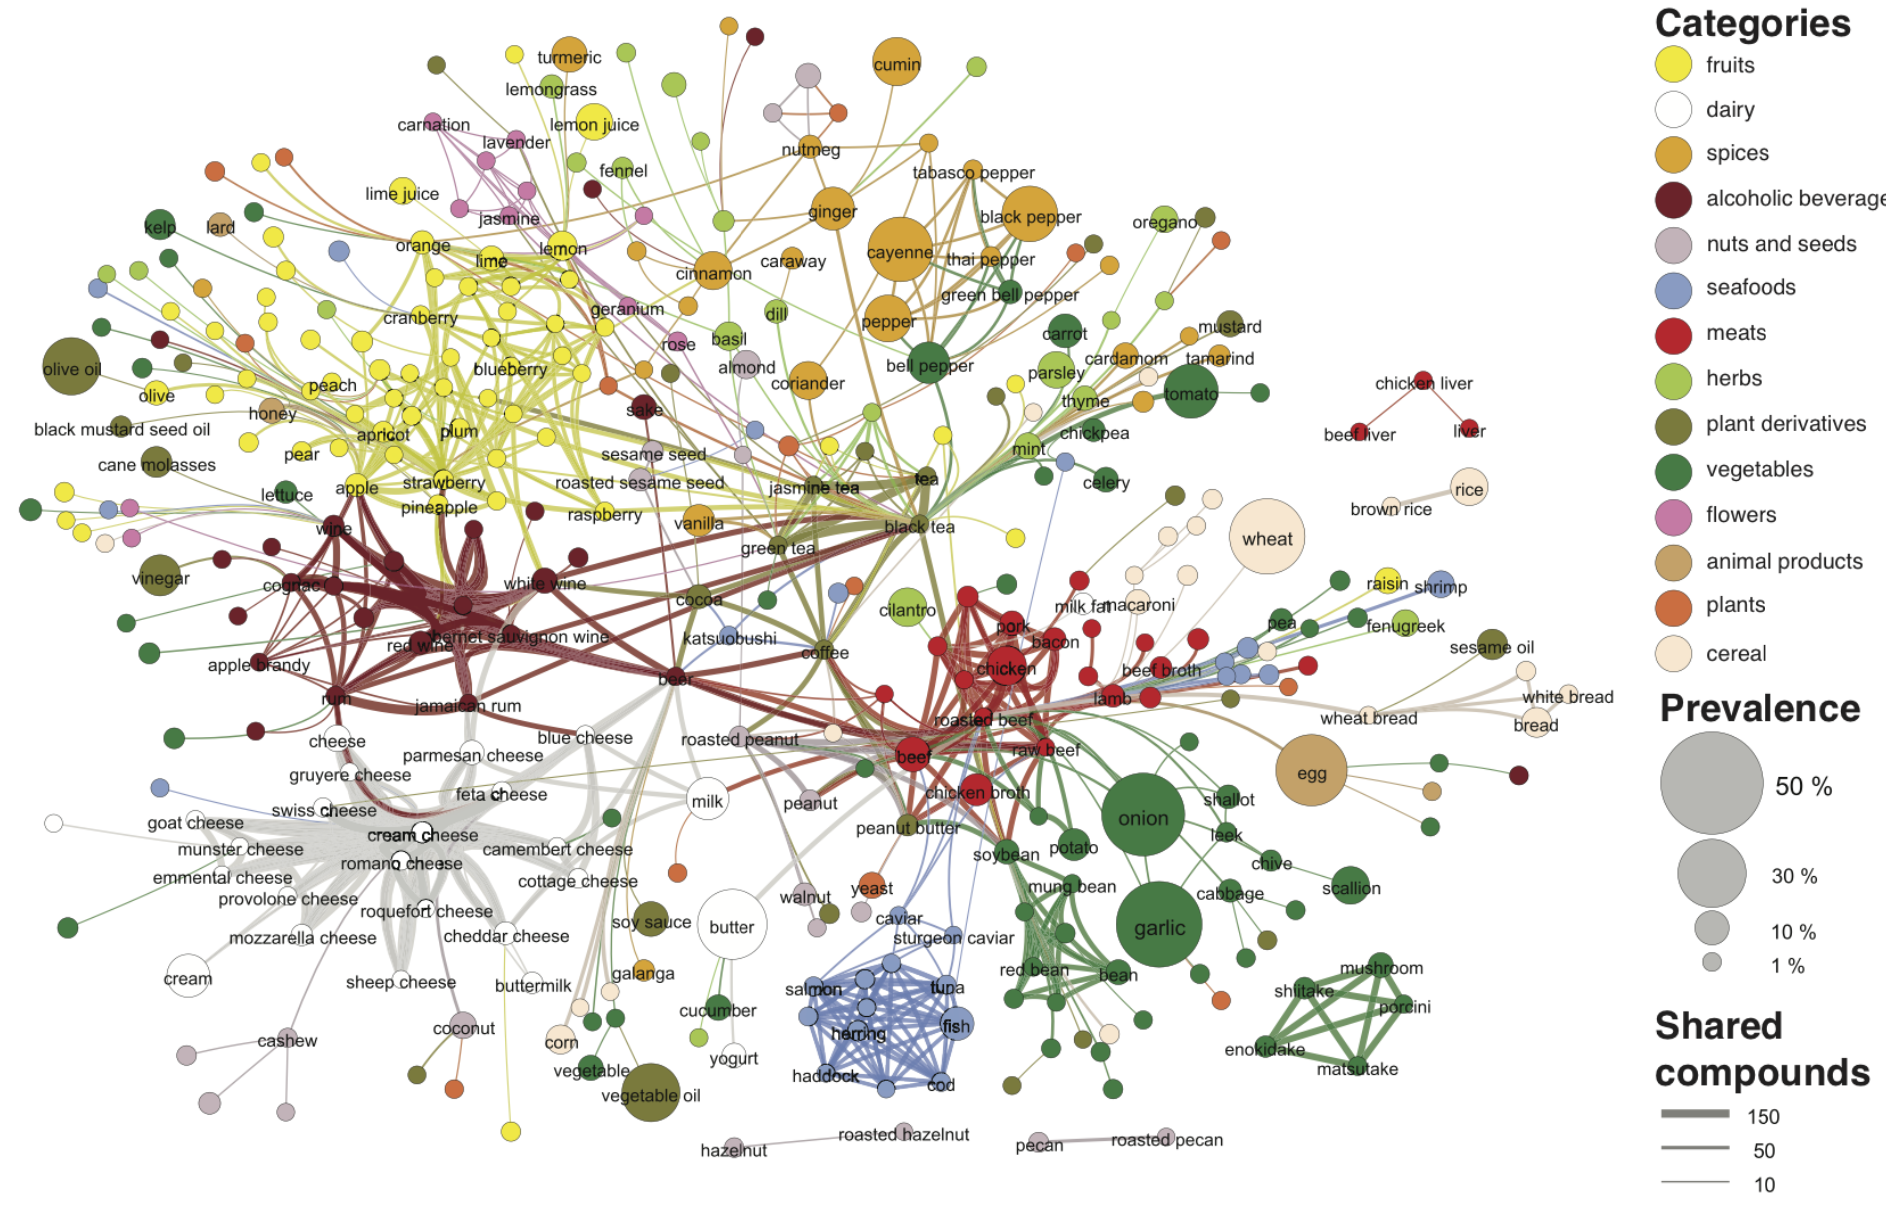 Categories
fruits
dairy
spices
alcoholic beverage
nuts and seeds
seafoods
meats
herbs
plant derivatives
vegetables
flowers
animal products
plants
cereal
Prevalence
50 %
30 %
10 %
1 %
Shared
compounds
150
50
10
turmeric
cumin
lemongrass
carnation
lemon juice
lavender
nutmeg
fennel
tabasco pepper
lime juice
jasmine
ginger
black pepper
oregano
kelp
lard
orange
lemon
lime
cayenne
thai pepper
cinnamon
caraway
green bell pepper
geranium
cranberry
dill
pepper
mustard
carrot
rose
basil
cardamom
tamarind
olive oil
blueberry
almond
bell pepper
parsley
peach
coriander
chicken liver
olive
tomato
thyme
honey
sake
black mustard seed oil
apricot
plum
chickpea
beef liver
liver
pear
sesame seed
mint
cane molasses
apple
strawberry
roasted sesame seed
jasmine tea
tea
celery
rice
lettuce
pineapple
raspberry
brown rice
wine
vanilla
black tea
wheat
green tea
vinegar
cognac
white wine
cocoa
cilantro
milk fat
macaroni
raisin
shrimp
pea
fenugreek
red wine
bernet sauvignon wine
katsuobushi
pork
bacon
coffee
sesame oil
apple brandy
chicken
beef broth
beer
rum
jamaican rum
lamb
white bread
wheat bread
bread
roasted beef
cheese
blue cheese
roasted peanut
raw beef
parmesan cheese
beef
gruyere cheese
egg
feta cheese
milk
peanut
chicken broth
shallot
swiss cheese
goat cheese
onion
cream cheese
peanut butter
leek
munster cheese
camembert cheese
soybean
potato
romano cheese
chive
emmental cheese
cottage cheese
mung bean
scallion
provolone cheese
walnut
yeast
cabbage
roquefort cheese
soy sauce
butter
caviar
garlic
mozzarella cheese
cheddar cheese
sturgeon caviar
cream
galanga
red bean
bean
mushroom
sheep cheese
buttermilk
salmon
tuna
shiitake
porcini
cucumber
coconut
fish
herring
cashew
corn
yogurt
enokidake
vegetable
haddock
cod
matsutake
vegetable oil
hazelnut
roasted hazelnut
pecan
roasted pecan